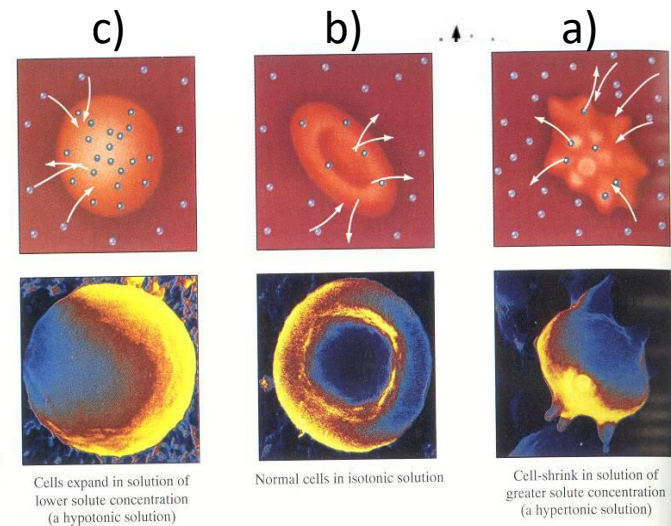 c) b) a)
Cells expand in solution of
lower solute concentration
(a hypotonic solution)
Normal cells in isotonic solution
Cell-shrink in solution of
greater solute concentration
(a hypertonic solution)